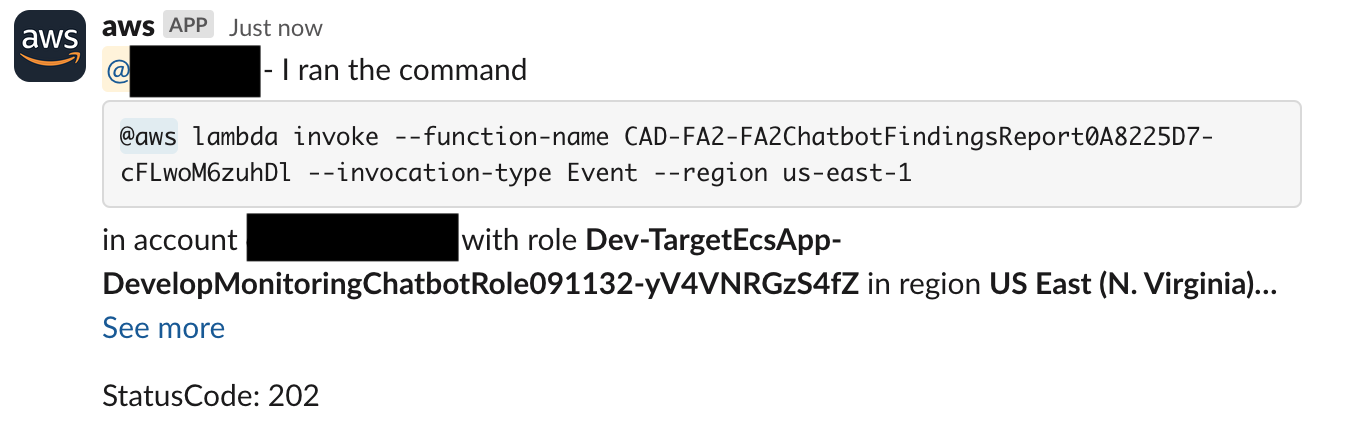 aws
aws APP Just now
@ - I ran the command
@aws lambda invoke --function-name CAD-FA2-FA2ChatbotFindingsReport0A8225D7-
cFLwoM6zuhDl --invocation-type Event --region us-east-1
in account with role Dev-TargetEcsApp-
DevelopMonitoringChatbotRole091132-yV4VNRGzS4fZ in region US East (N. Virginia)...
See more
StatusCode: 202